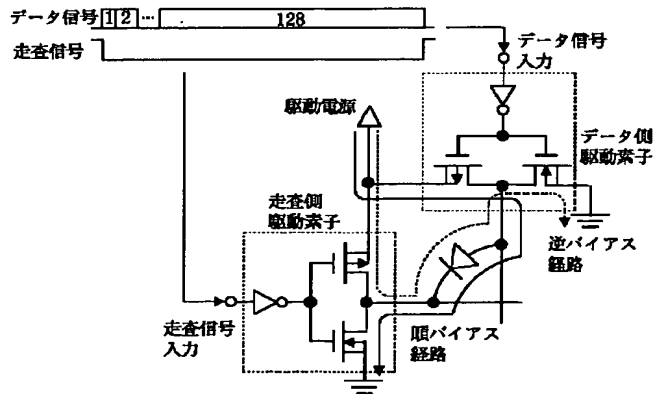 データ信号 1 2 … 128
走査信号
データ信号
入力
駆動電源
データ側
駆動素子
走査側
駆動素子
逆バイアス
経路
走査信号
入力
順バイアス
経路